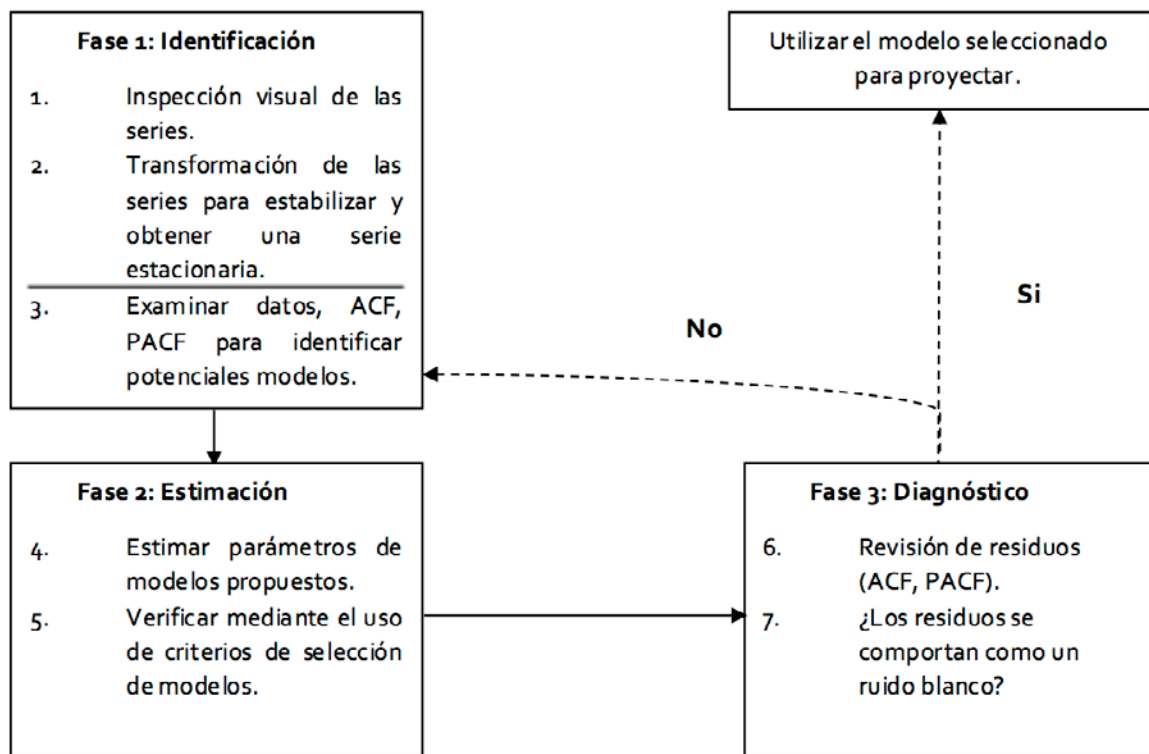 Fase 1: Identificación
1. Inspección visual de las
series.
2. Transformación de las
series para estabilizar y
obtener una serie
estacionaria.
3. Examinar datos, ACF,
PACF para identificar
potenciales modelos.
Utilizar el modelo seleccionado
para proyectar.
No
Si
Fase 2: Estimación
4. Estimar parámetros de
modelos propuestos.
5. Verificar mediante el uso
de criterios de selección
de modelos.
Fase 3: Diagnóstico
6. Revisión de residuos
(ACF, PACF).
7. ¿Los residuos se
comportan como un
ruido blanco?